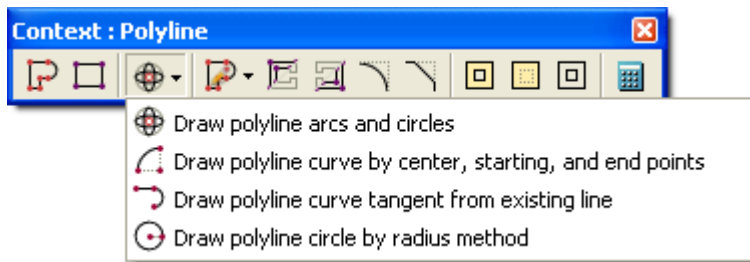 Context : Polyline
Draw polyline arcs and circles
Draw polyline curve by center, starting, and end points
Draw polyline curve tangent from existing line
Draw polyline circle by radius method